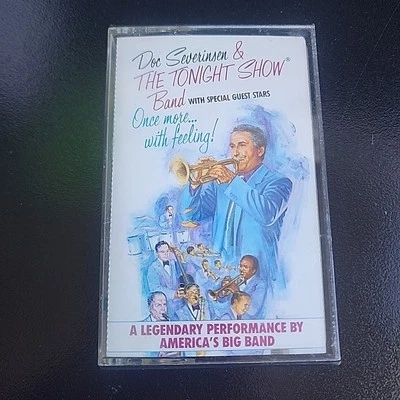 Doc Severinsen &
THE TONIGHT SHOW®
Band WITH SPECIAL GUEST STARS
Once more...
with feeling!
A LEGENDARY PERFORMANCE BY
AMERICA'S BIG BAND